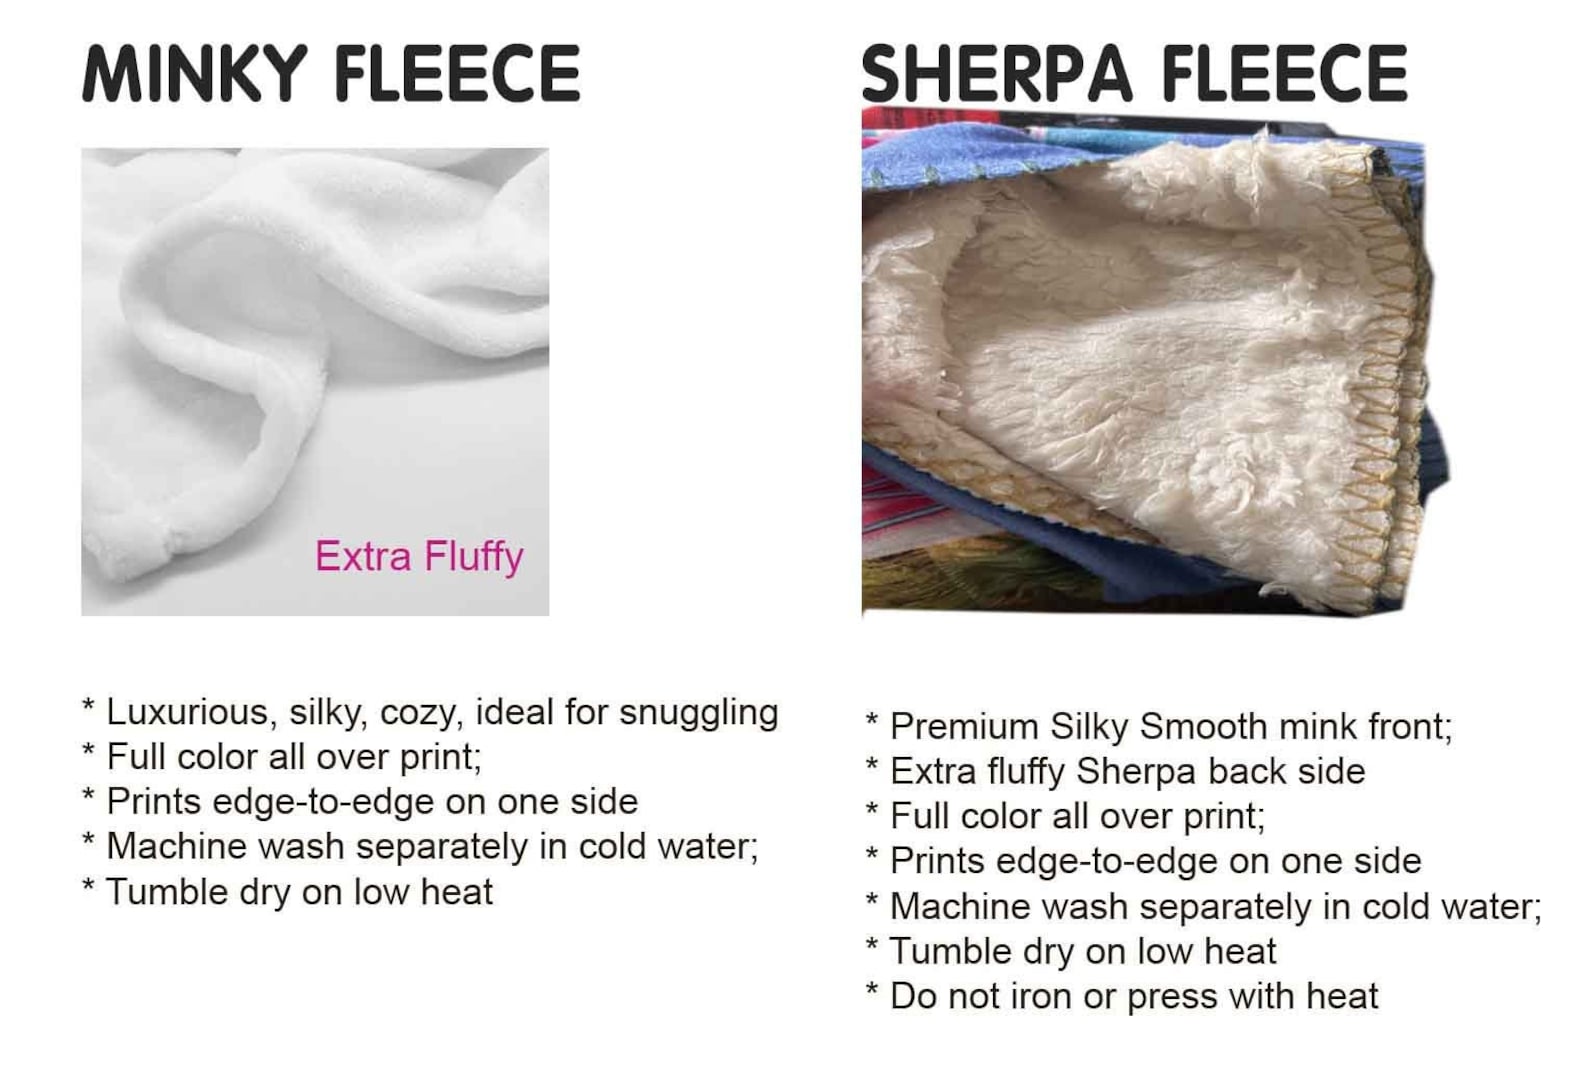 MINKY FLEECE
Extra Fluffy
* Luxurious, silky, cozy, ideal for snuggling
* Full color all over print;
* Prints edge-to-edge on one side
* Machine wash separately in cold water;
* Tumble dry on low heat
SHERPA FLEECE
* Premium Silky Smooth mink front;
* Extra fluffy Sherpa back side
* Full color all over print;
* Prints edge-to-edge on one side
* Machine wash separately in cold water;
* Tumble dry on low heat
* Do not iron or press with heat